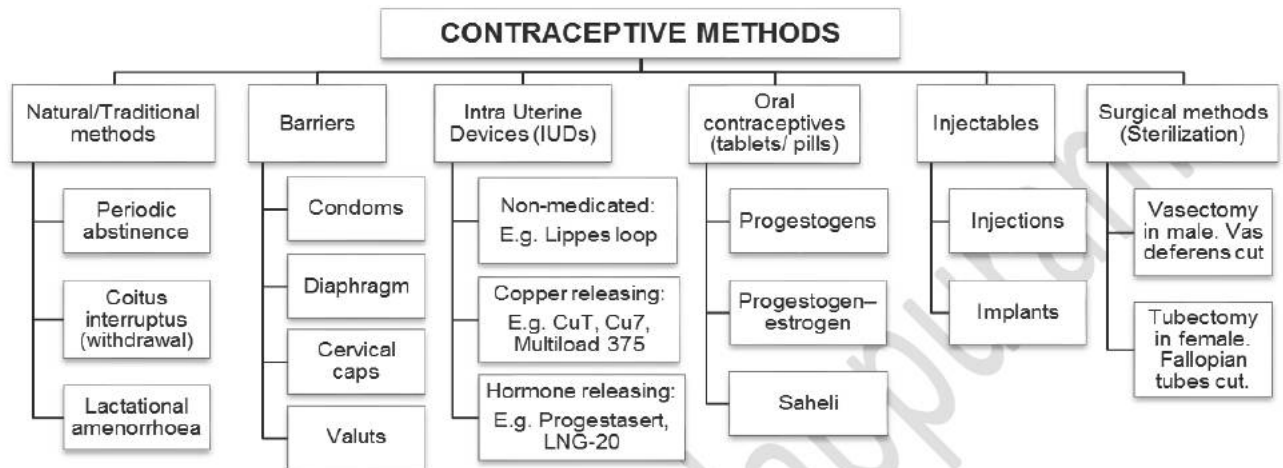 CONTRACEPTIVE METHODS
Natural/Traditional
methods
Periodic
abstinence
Coitus
interruptus
(withdrawal)
Lactational
amenorrhoea
Barriers
Condoms
Diaphragm
Cervical
caps
Valuts
Intra Uterine
Devices (IUDs)
Non-medicated:
E.g. Lippes loop
Copper releasing:
E.g. CuT, Cu7,
Multiload 375
Hormone releasing:
E.g. Progestasert,
LNG-20
Oral
contraceptives
(tablets/ pills)
Progestogens
Progestogen–
estrogen
Saheli
Injectables
Injections
Implants
Surgical methods
(Sterilization)
Vasectomy
in male. Vas
deferens cut
Tubectomy
in female.
Fallopian
tubes cut.